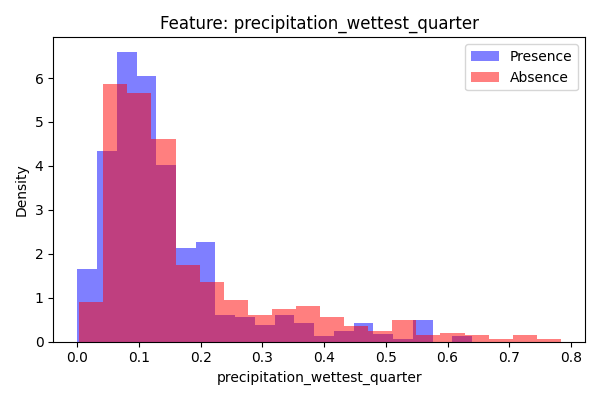 Feature: precipitation_wettest_quarter
Presence
Absence
Density
6
5
4
3
2
1
0
0.0 0.1 0.2 0.3 0.4 0.5 0.6 0.7 0.8
precipitation_wettest_quarter